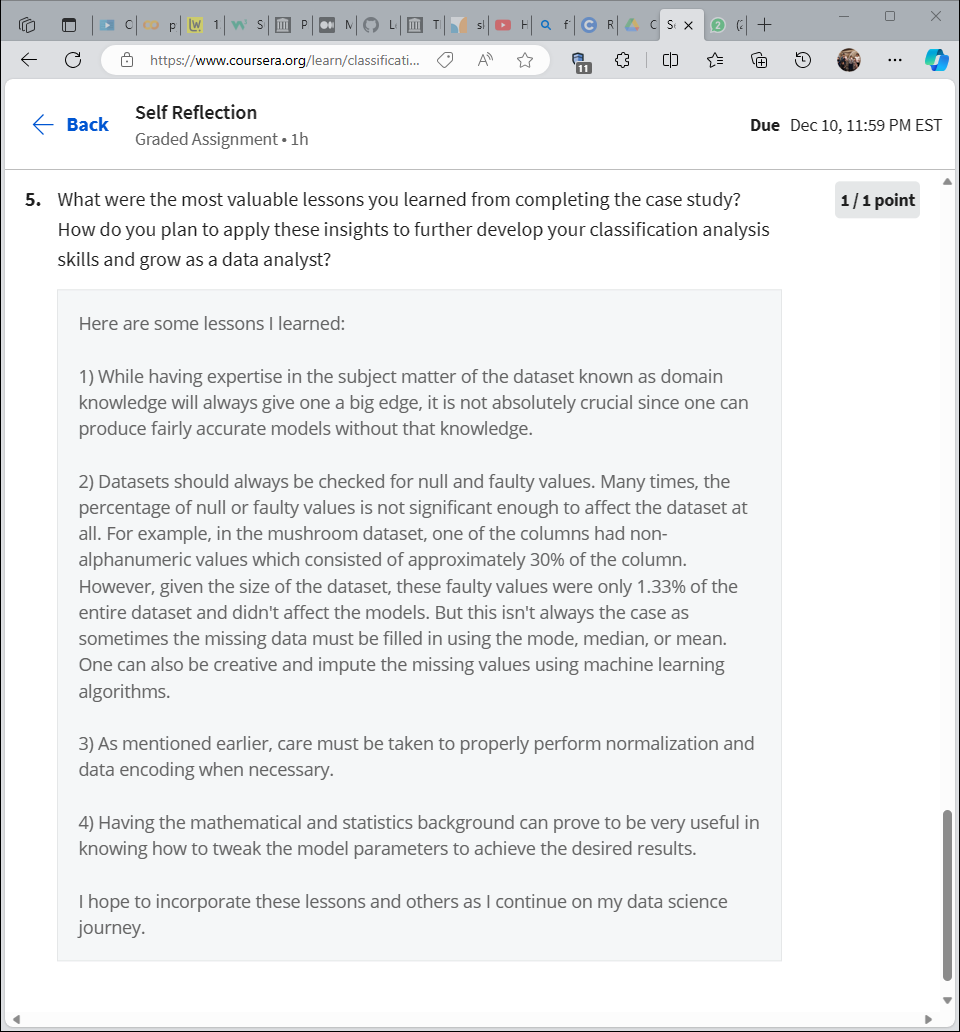 C
p
LW
1
S
P
M
L
T
sl
H
f
C
R
C
S
2
(
https://www.coursera.org/learn/classificati...
A
11
Back
Self Reflection
Graded Assignment • 1h
Due Dec 10, 11:59 PM EST
5. What were the most valuable lessons you learned from completing the case study?
1 / 1 point
How do you plan to apply these insights to further develop your classification analysis
skills and grow as a data analyst?
Here are some lessons I learned:
1) While having expertise in the subject matter of the dataset known as domain
knowledge will always give one a big edge, it is not absolutely crucial since one can
produce fairly accurate models without that knowledge.
2) Datasets should always be checked for null and faulty values. Many times, the
percentage of null or faulty values is not significant enough to affect the dataset at
all. For example, in the mushroom dataset, one of the columns had non-
alphanumeric values which consisted of approximately 30% of the column.
However, given the size of the dataset, these faulty values were only 1.33% of the
entire dataset and didn't affect the models. But this isn't always the case as
sometimes the missing data must be filled in using the mode, median, or mean.
One can also be creative and impute the missing values using machine learning
algorithms.
3) As mentioned earlier, care must be taken to properly perform normalization and
data encoding when necessary.
4) Having the mathematical and statistics background can prove to be very useful in
knowing how to tweak the model parameters to achieve the desired results.
I hope to incorporate these lessons and others as I continue on my data science
journey.